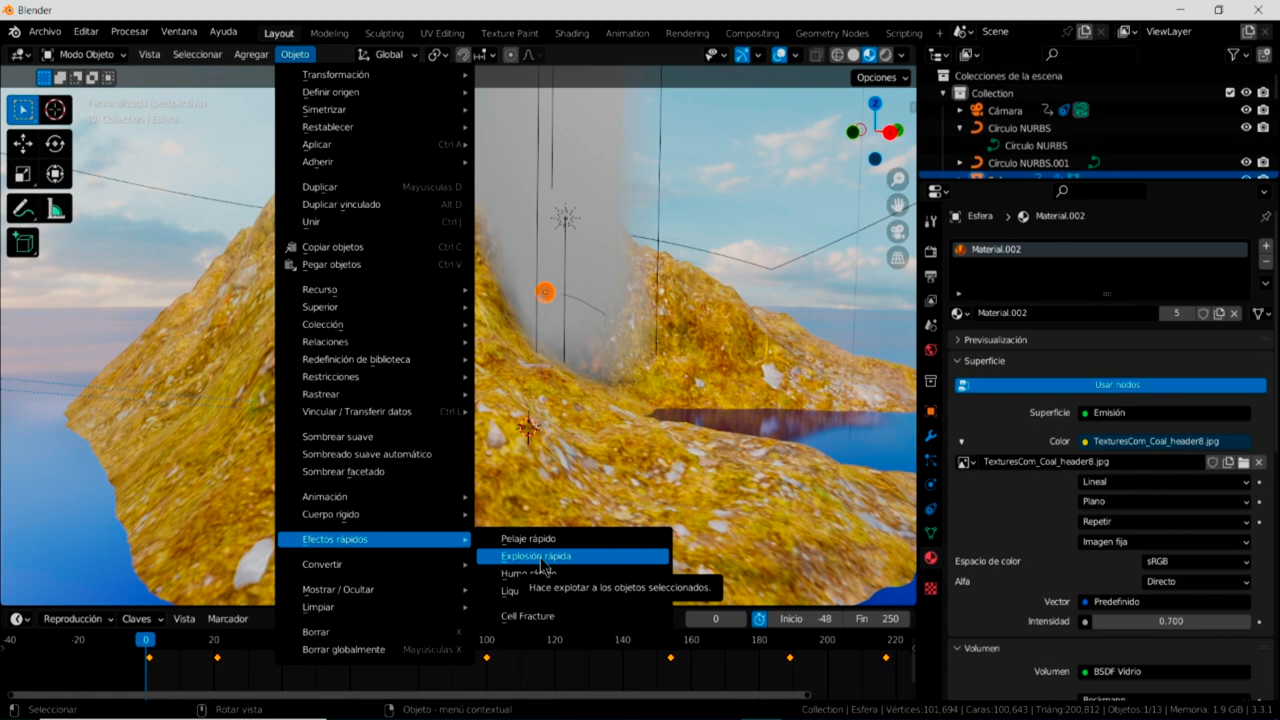 Blender
Archivo Editar Procesar Ventana Ayuda
Layout Modeling Sculpting UV Editing Texture Paint Shading Animation Rendering Compositing Geometry Nodes Scripting
Scene
ViewLayer
Modo Objeto Vista Seleccionar Agregar Objeto
Global
Opciones
Personalizada (perspectiva)
(0) Collection | Esfera
Z
Transformación
Definir origen
Simetrizar
Restablecer
Aplicar Ctrl A
Adherir
Duplicar Mayúsculas D
Duplicar vinculado Alt D
Unir Ctrl J
Copiar objetos Ctrl C
Pegar objetos Ctrl V
Recurso
Superior
Colección
Relaciones
Redefinición de biblioteca
Restricciones
Rastrear
Vincular / Transferir datos Ctrl L
Sombrear suave
Sombreado suave automático
Sombrear facetado
Animación
Cuerpo rígido
Efectos rápidos
Convertir
Mostrar / Ocultar
Limpiar
Borrar X
Borrar globalmente Mayúsculas X
Pelaje rápido
Explosión rápida
Humo rápido
Líqu
Hace explotar a los objetos seleccionados.
Cell Fracture
Colecciones de la escena
Collection
Cámara
Círculo NURBS
Círculo NURBS
Círculo NURBS.001
Esfera Material.002
Material.002
Material.002 5
Previsualización
Superficie
Usar nodos
Superficie Emisión
Color TexturesCom_Coal_header8.jpg
TexturesCom_Coal_header8.jpg
Lineal
Plano
Repetir
Imagen fija
Espacio de color sRGB
Alfa Directo
Vector Predefinido
Intensidad 0.700
Volumen
Volumen BSDF Vidrio
Beckmann
Reproducción Claves Vista Marcador
0 Inicio -48 Fin 250
-40 -20 0 20 100 120 140 160 180 200 220
Seleccionar Rotar vista Objeto - menú contextual
Collection | Esfera | Vértices:101,694 | Caras:100,643 | Triáng:200,812 | Objetos:1/13 | Memoria: 1.9 GiB | 3.3.1